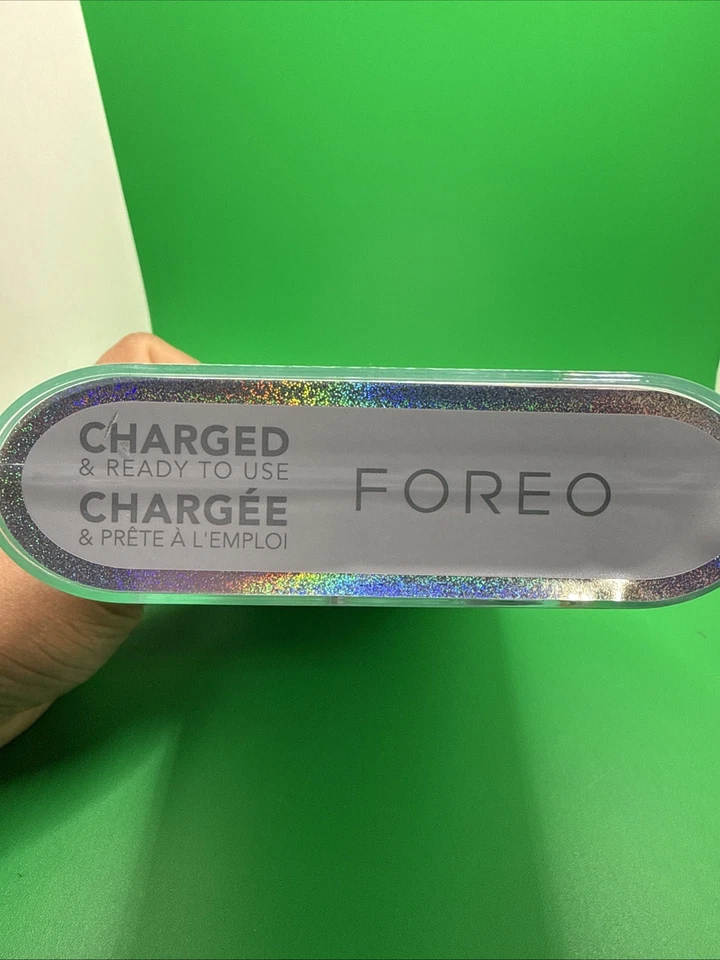 CHARGED
& READY TO USE
CHARGÉE
& PRÊTE À L'EMPLOI
FOREO